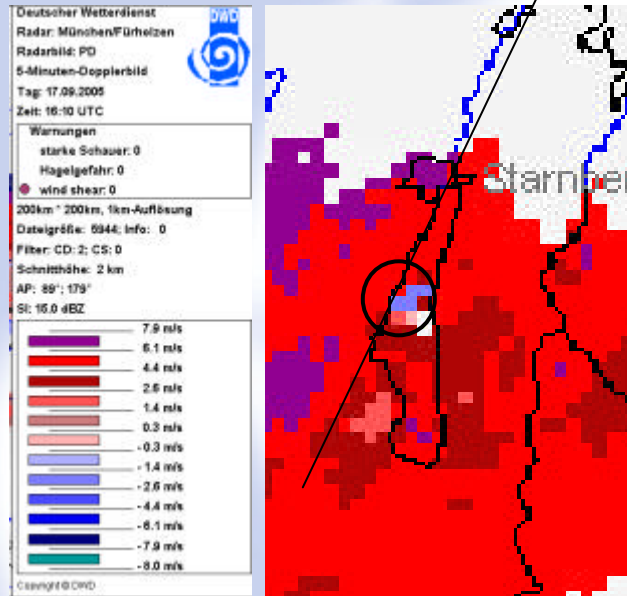 Deutscher Wetterdienst
DWD
Radar: München/Fürholzen
Radarbild: PD
5-Minuten-Dopplerbild
Tag: 17.09.2005
Zeit: 16:10 UTC
Warnungen
starke Schauer: 0
Hagelgefahr: 0
wind shear: 0
200km * 200km, 1km-Auflösung
Dateigröße: 6944; Info: 0
Filter: CD: 2; CS: 0
Schnitthöhe: 2 km
AP: 89°; 179°
SI: 15.0 dBZ
7.9 m/s
6.1 m/s
4.4 m/s
2.6 m/s
1.4 m/s
0.3 m/s
-0.3 m/s
-1.4 m/s
-2.6 m/s
-4.4 m/s
-6.1 m/s
-7.9 m/s
-8.0 m/s
Copyright @ DWD
Starnber